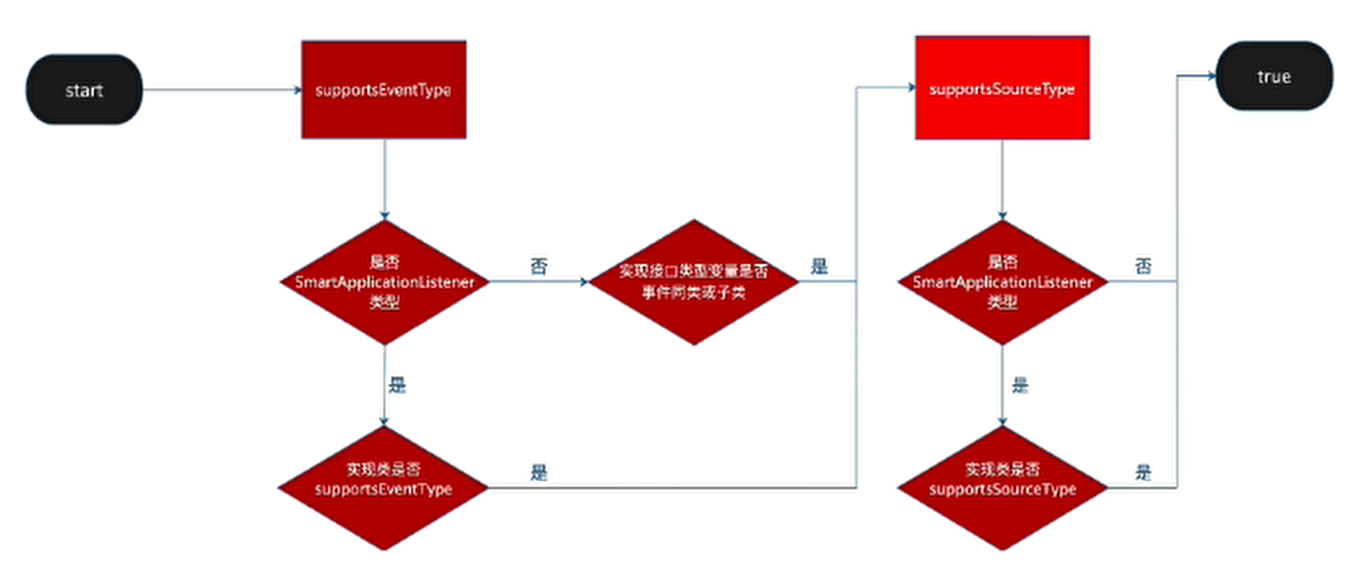 start
supportsEventType
supportsSourceType
true
是否
SmartApplicationListener
类型
否
实现接口类型变量是否
事件同类或子类
是
是否
SmartApplicationListener
类型
否
是
是
实现类是否
supportsEventType
是
实现类是否
supportsSourceType
是